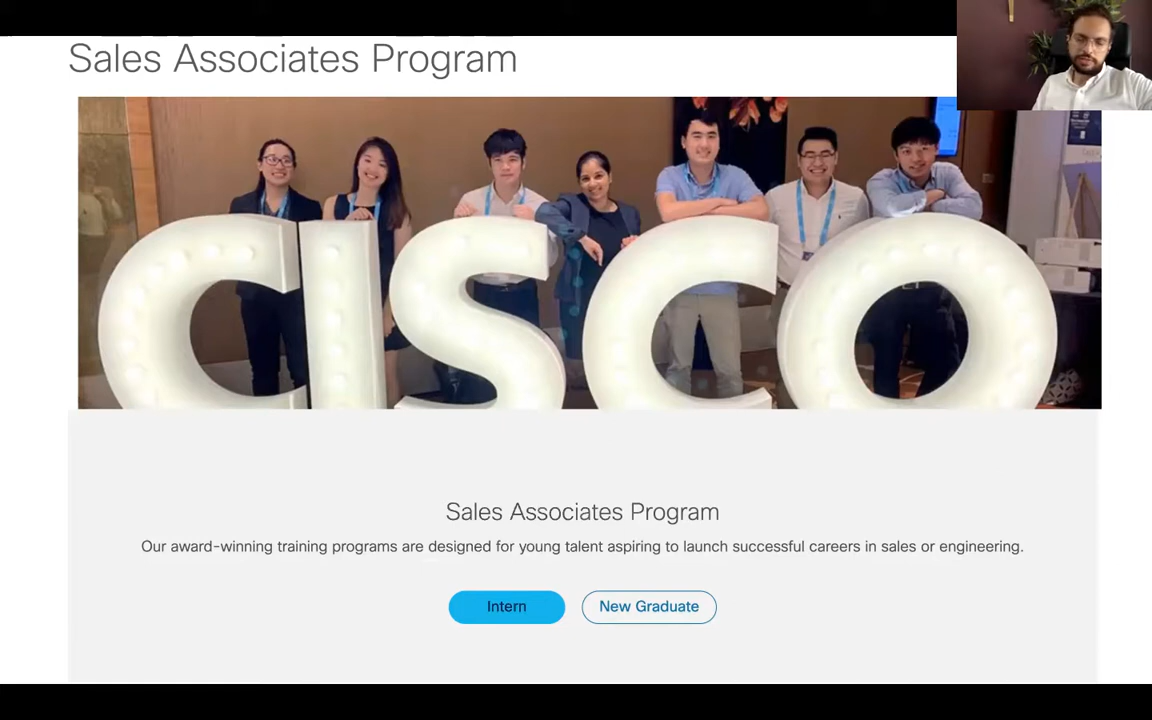 Sales Associates Program
CISCO
Sales Associates Program
Our award-winning training programs are designed for young talent aspiring to launch successful careers in sales or engineering.
Intern
New Graduate